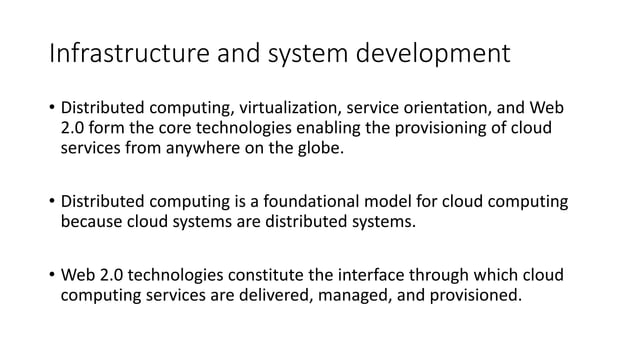 Infrastructure and system development
• Distributed computing, virtualization, service orientation, and Web
2.0 form the core technologies enabling the provisioning of cloud
services from anywhere on the globe.
• Distributed computing is a foundational model for cloud computing
because cloud systems are distributed systems.
• Web 2.0 technologies constitute the interface through which cloud
computing services are delivered, managed, and provisioned.